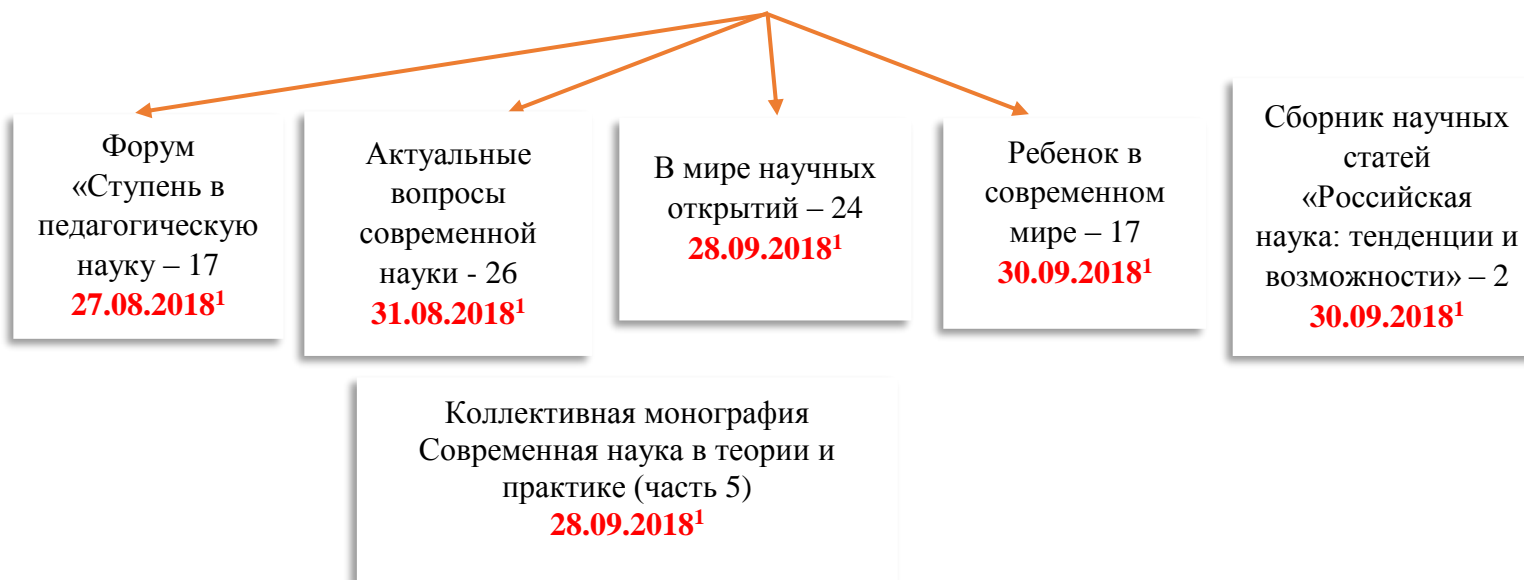 Форум
«Ступень в
педагогическую
науку – 17
27.08.2018¹
Актуальные
вопросы
современной
науки - 26
31.08.2018¹
В мире научных
открытий – 24
28.09.2018¹
Ребенок в
современном
мире – 17
30.09.2018¹
Сборник научных
статей
«Российская
наука: тенденции и
возможности» – 2
30.09.2018¹
Коллективная монография
Современная наука в теории и
практике (часть 5)
28.09.2018¹